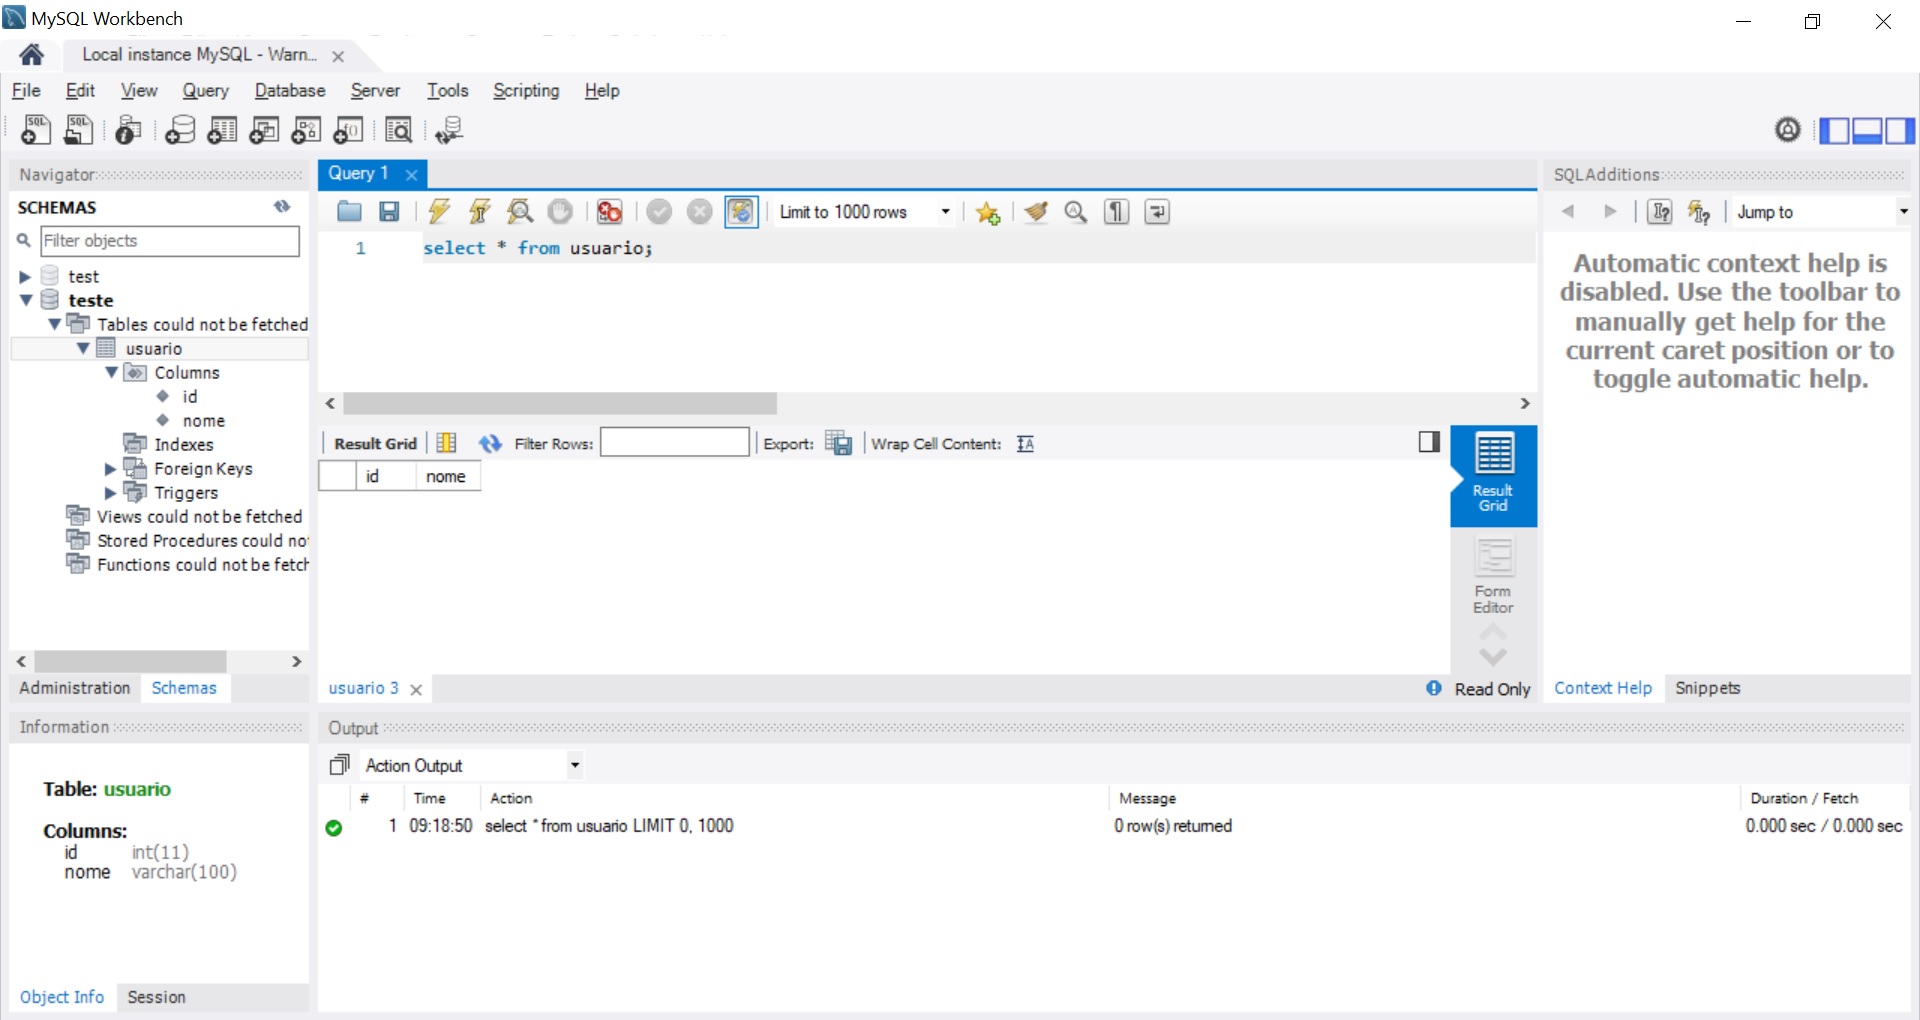 MySQL Workbench
Local instance MySQL - Warn...
File Edit View Query Database Server Tools Scripting Help
Navigator
SCHEMAS
Filter objects
test
teste
Tables could not be fetched
usuario
Columns
id
nome
Indexes
Foreign Keys
Triggers
Views could not be fetched
Stored Procedures could no
Functions could not be fetch
Administration Schemas
Information
Table: usuario
Columns:
id int(11)
nome varchar(100)
Object Info Session
Query 1
Limit to 1000 rows
1 select * from usuario;
Result Grid Filter Rows: Export: Wrap Cell Content: IA
id nome
Result
Grid
Form
Editor
usuario 3 Read Only
SQLAdditions
Jump to
Automatic context help is
disabled. Use the toolbar to
manually get help for the
current caret position or to
toggle automatic help.
Context Help Snippets
Output
Action Output
# Time Action Message Duration / Fetch
1 09:18:50 select * from usuario LIMIT 0, 1000 0 row(s) returned 0.000 sec / 0.000 sec